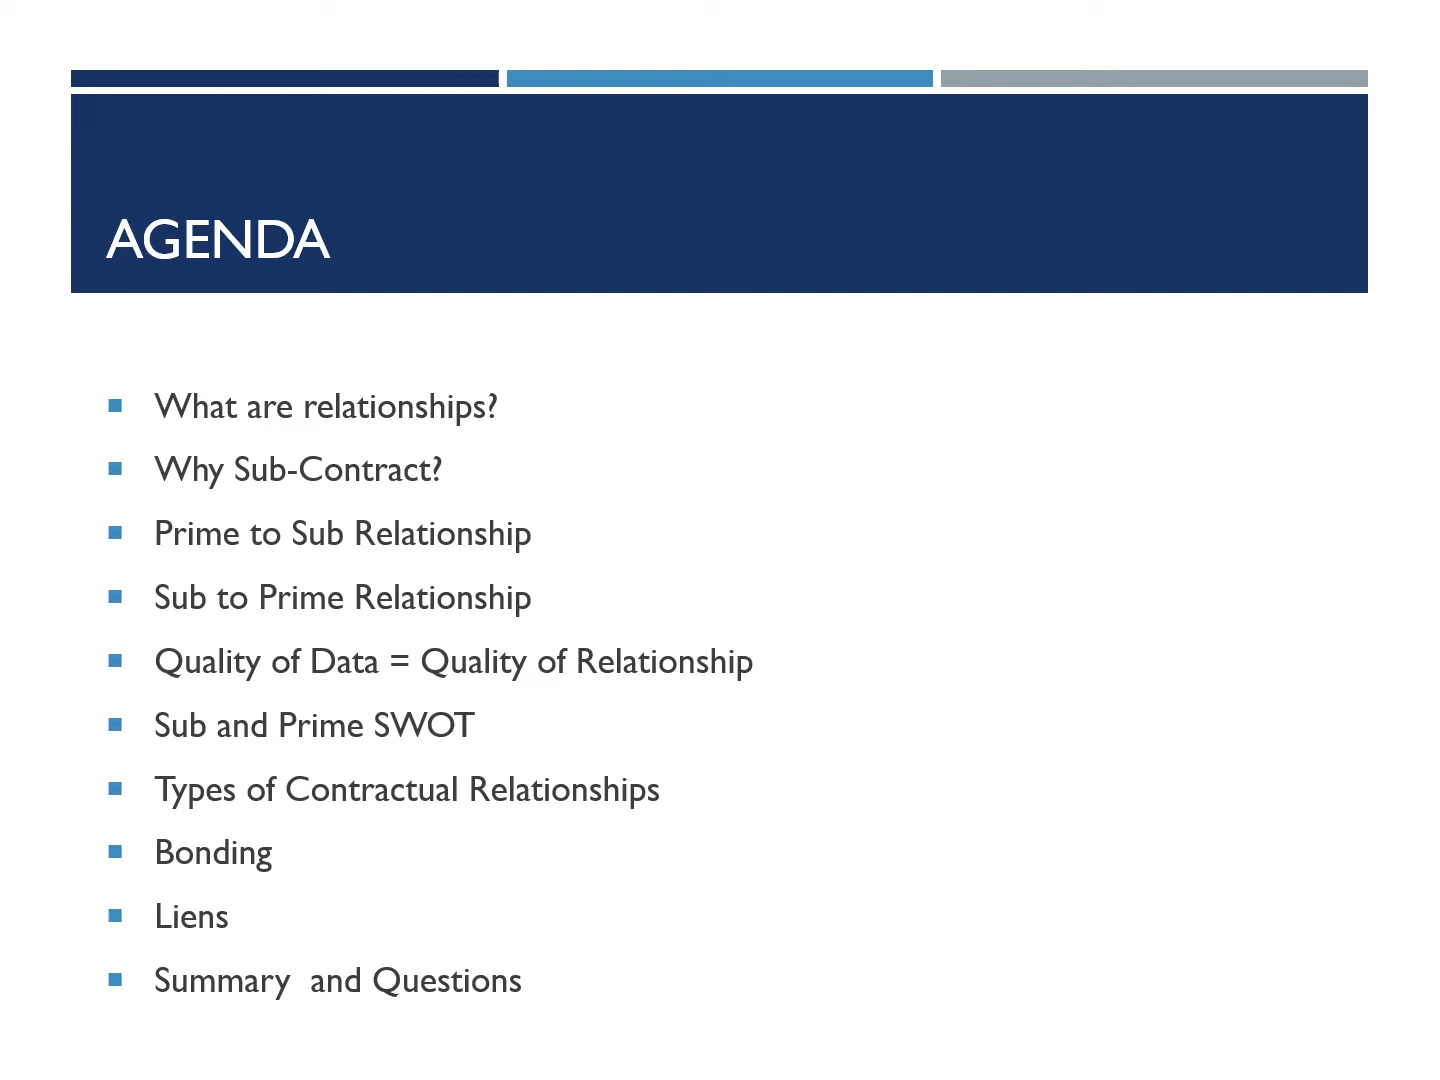 AGENDA
What are relationships?
Why Sub-Contract?
Prime to Sub Relationship
Sub to Prime Relationship
Quality of Data = Quality of Relationship
Sub and Prime SWOT
Types of Contractual Relationships
Bonding
Liens
Summary  and Questions